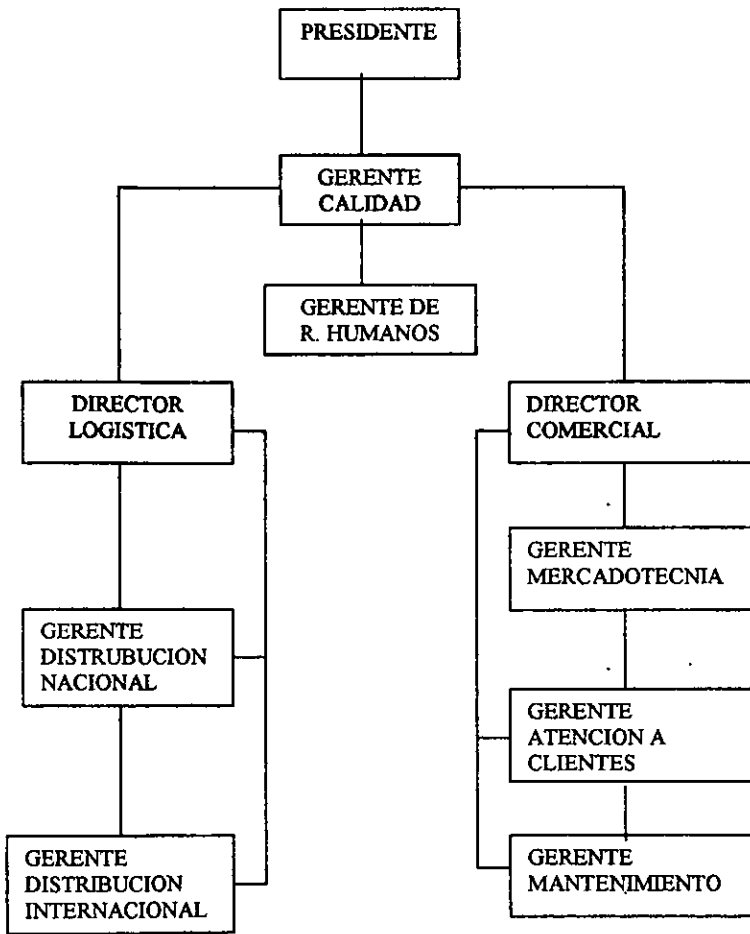 PRESIDENTE
GERENTE
CALIDAD
GERENTE DE
R. HUMANOS
DIRECTOR
LOGISTICA
DIRECTOR
COMERCIAL
GERENTE
MERCADOTECNIA
GERENTE
DISTRUBUCION
NACIONAL
GERENTE
ATENCION A
CLIENTES
GERENTE
DISTRIBUCION
INTERNACIONAL
GERENTE
MANTENIMIENTO